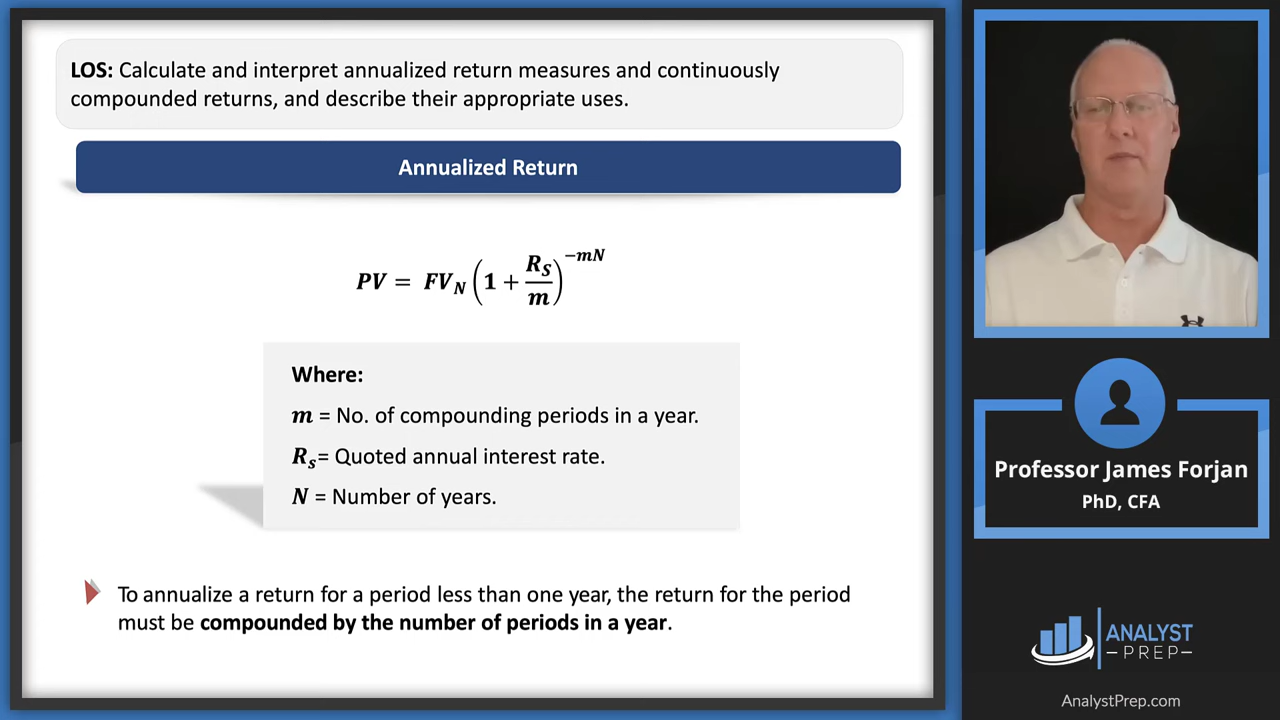 LOS: Calculate and interpret annualized return measures and continuously
compounded returns, and describe their appropriate uses.
Annualized Return
PV = FV_N (1 + R_S/m)^{-mN}
Where:
m = No. of compounding periods in a year.
R_s= Quoted annual interest rate.
N = Number of years.
To annualize a return for a period less than one year, the return for the period
must be compounded by the number of periods in a year.
Professor James Forjan
PhD, CFA
ANALYST
–PREP–
AnalystPrep.com